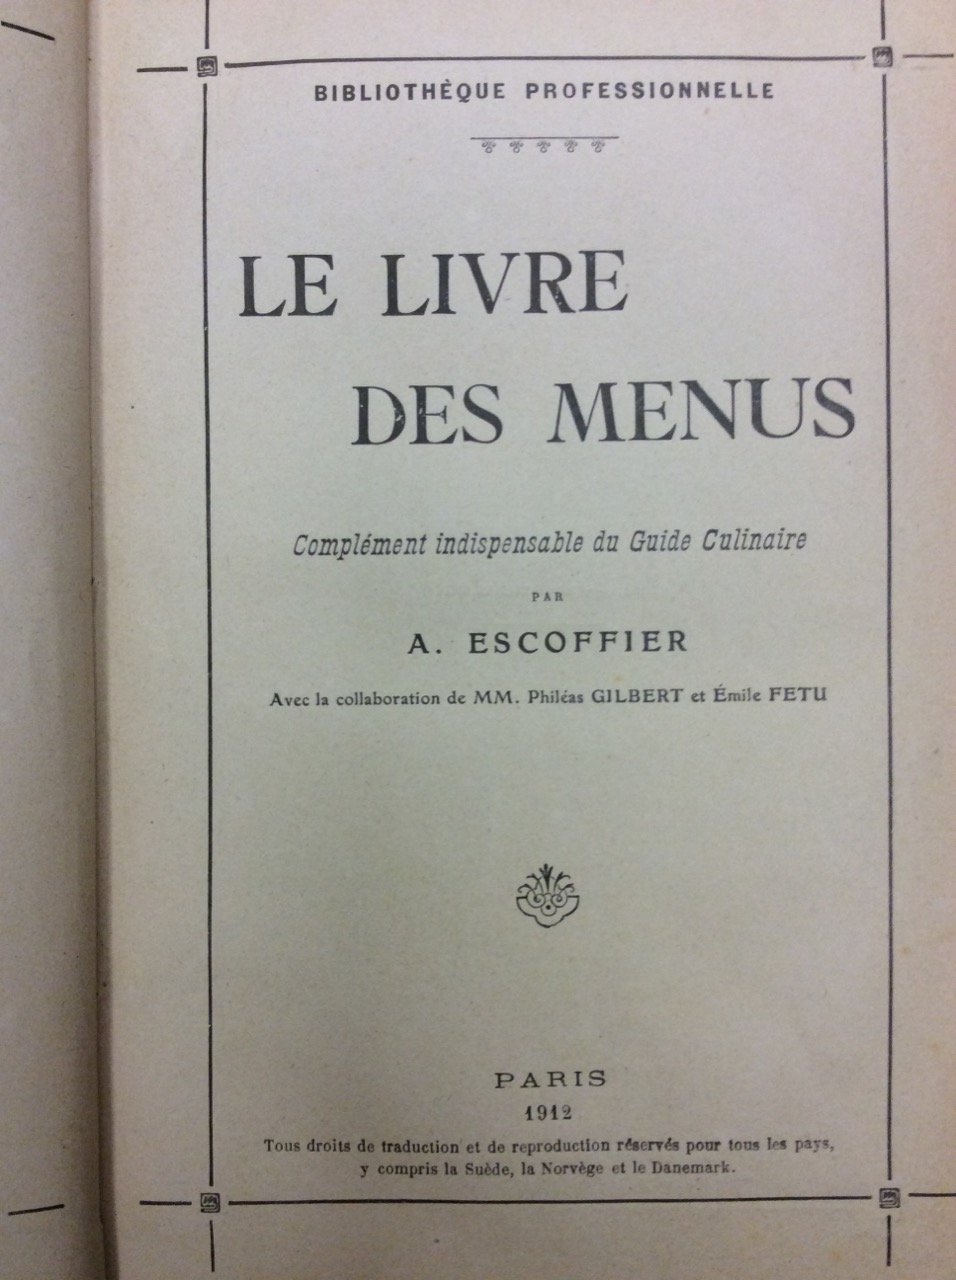 BIBLIOTHÈQUE PROFESSIONNELLE
LE LIVRE
DES MENUS
Complément indispensable du Guide Culinaire
PAR
A. ESCOFFIER
Avec la collaboration de MM. Philéas GILBERT et Émile FETU
PARIS
1912
Tous droits de traduction et de reproduction réservés pour tous les pays,
y compris la Suède, la Norvège et le Danemark.